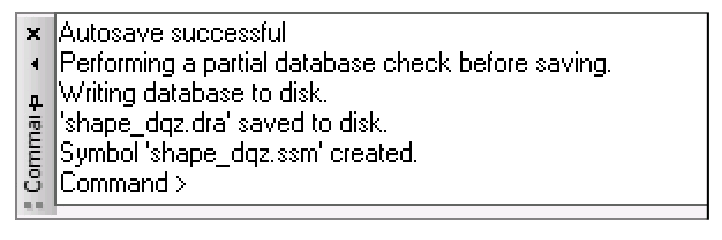 Autosave successful
Performing a partial database check before saving.
Writing database to disk.
'shape_dqz.dra' saved to disk.
Symbol 'shape_dqz.ssm' created.
Command >